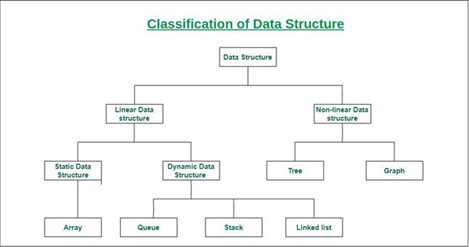 Classification of Data Structure
Data Structure
Linear Data
structure
Non-linear Data
structure
Static Data
Structure
Dynamic Data
Structure
Tree
Graph
Array
Queue
Stack
Linked list